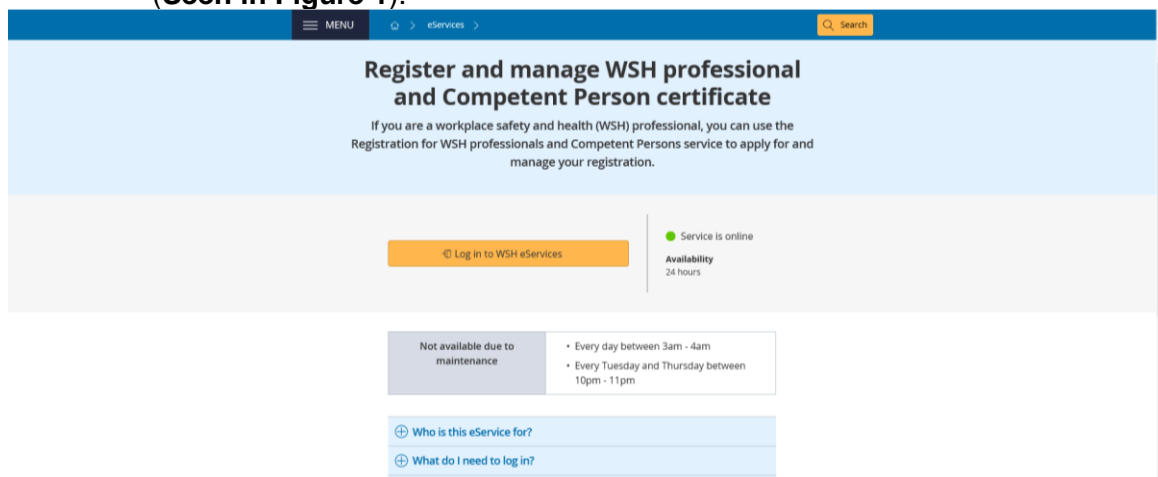 (Seen in Figure 1).
MENU
eServices
Search
Register and manage WSH professional
and Competent Person certificate
If you are a workplace safety and health (WSH) professional, you can use the
Registration for WSH professionals and Competent Persons service to apply for and
manage your registration.
Log in to WSH eServices
Service is online
Availability
24 hours
Not available due to
maintenance
• Every day between 3am - 4am
• Every Tuesday and Thursday between
10pm - 11pm
Who is this eService for?
What do I need to log in?